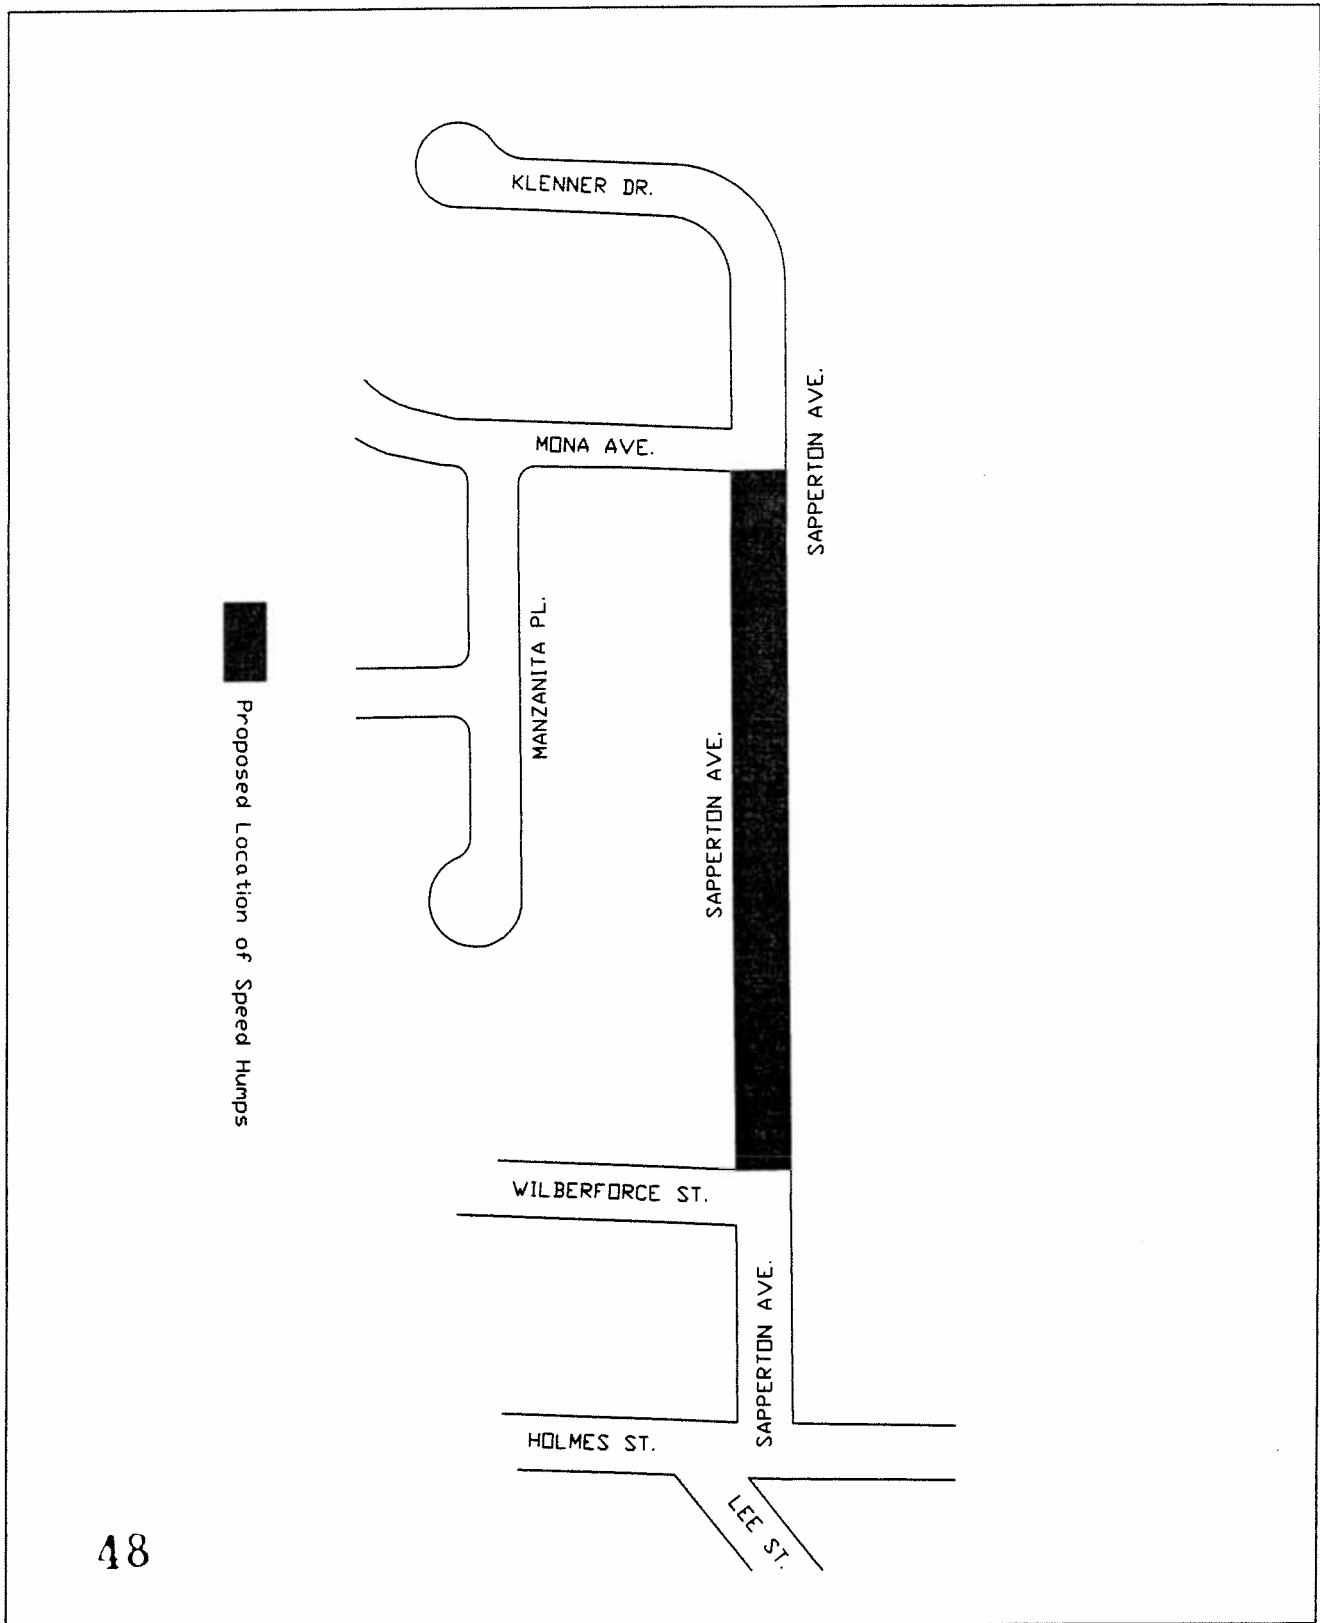 KLENNER DR.
SAPPERTON AVE.
MONA AVE.
MANZANITA PL.
SAPPERTON AVE.
Proposed Location of Speed Humps
WILBERFORCE ST.
SAPPERTON AVE.
HOLMES ST.
LEE ST.
48